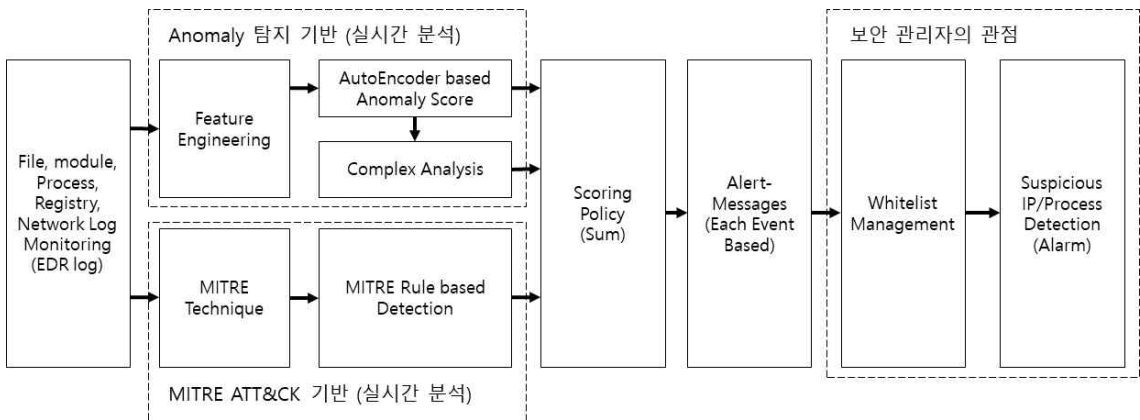 Anomaly 탐지 기반 (실시간 분석)
보안 관리자의 관점
File, module,
Process,
Registry,
Network Log
Monitoring
(EDR log)
Feature
Engineering
AutoEncoder based
Anomaly Score
Complex Analysis
MITRE
Technique
MITRE Rule based
Detection
MITRE ATT&CK 기반 (실시간 분석)
Scoring
Policy
(Sum)
Alert-
Messages
(Each Event
Based)
Whitelist
Management
Suspicious
IP/Process
Detection
(Alarm)